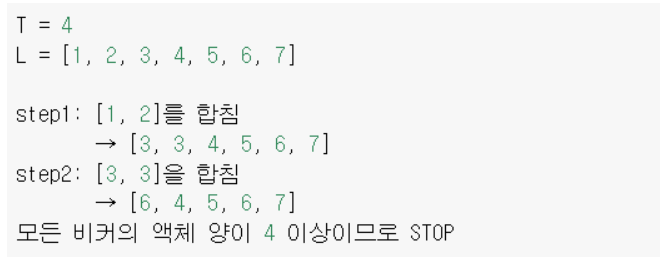 T = 4
L = [1, 2, 3, 4, 5, 6, 7]
step1: [1, 2]를 합침
→ [3, 3, 4, 5, 6, 7]
step2: [3, 3]을 합침
→ [6, 4, 5, 6, 7]
모든 비커의 액체 양이 4 이상이므로 STOP